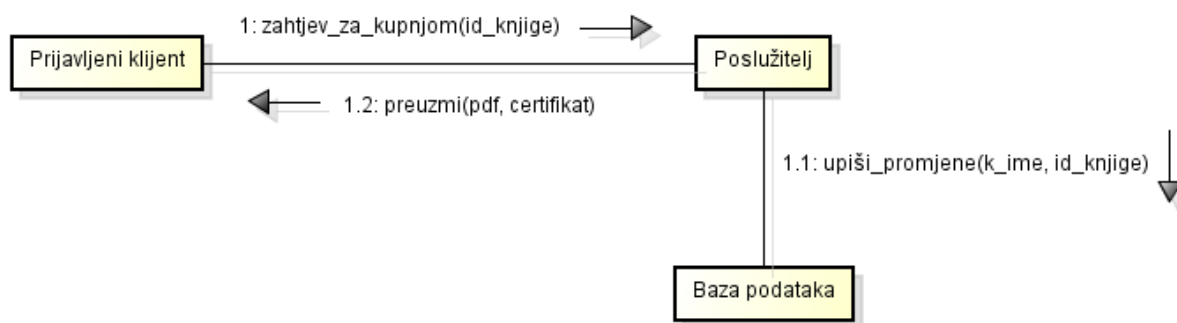 1: zahtjev_za_kupnjom(id_knjige)
Prijavljeni klijent
Poslužitelj
1.2: preuzmi(pdf, certifikat)
1.1: upiši_promjene(k_ime, id_knjige)
Baza podataka